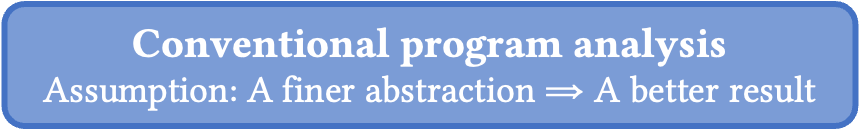 Conventional program analysis
Assumption: A finer abstraction ⟹ A better result